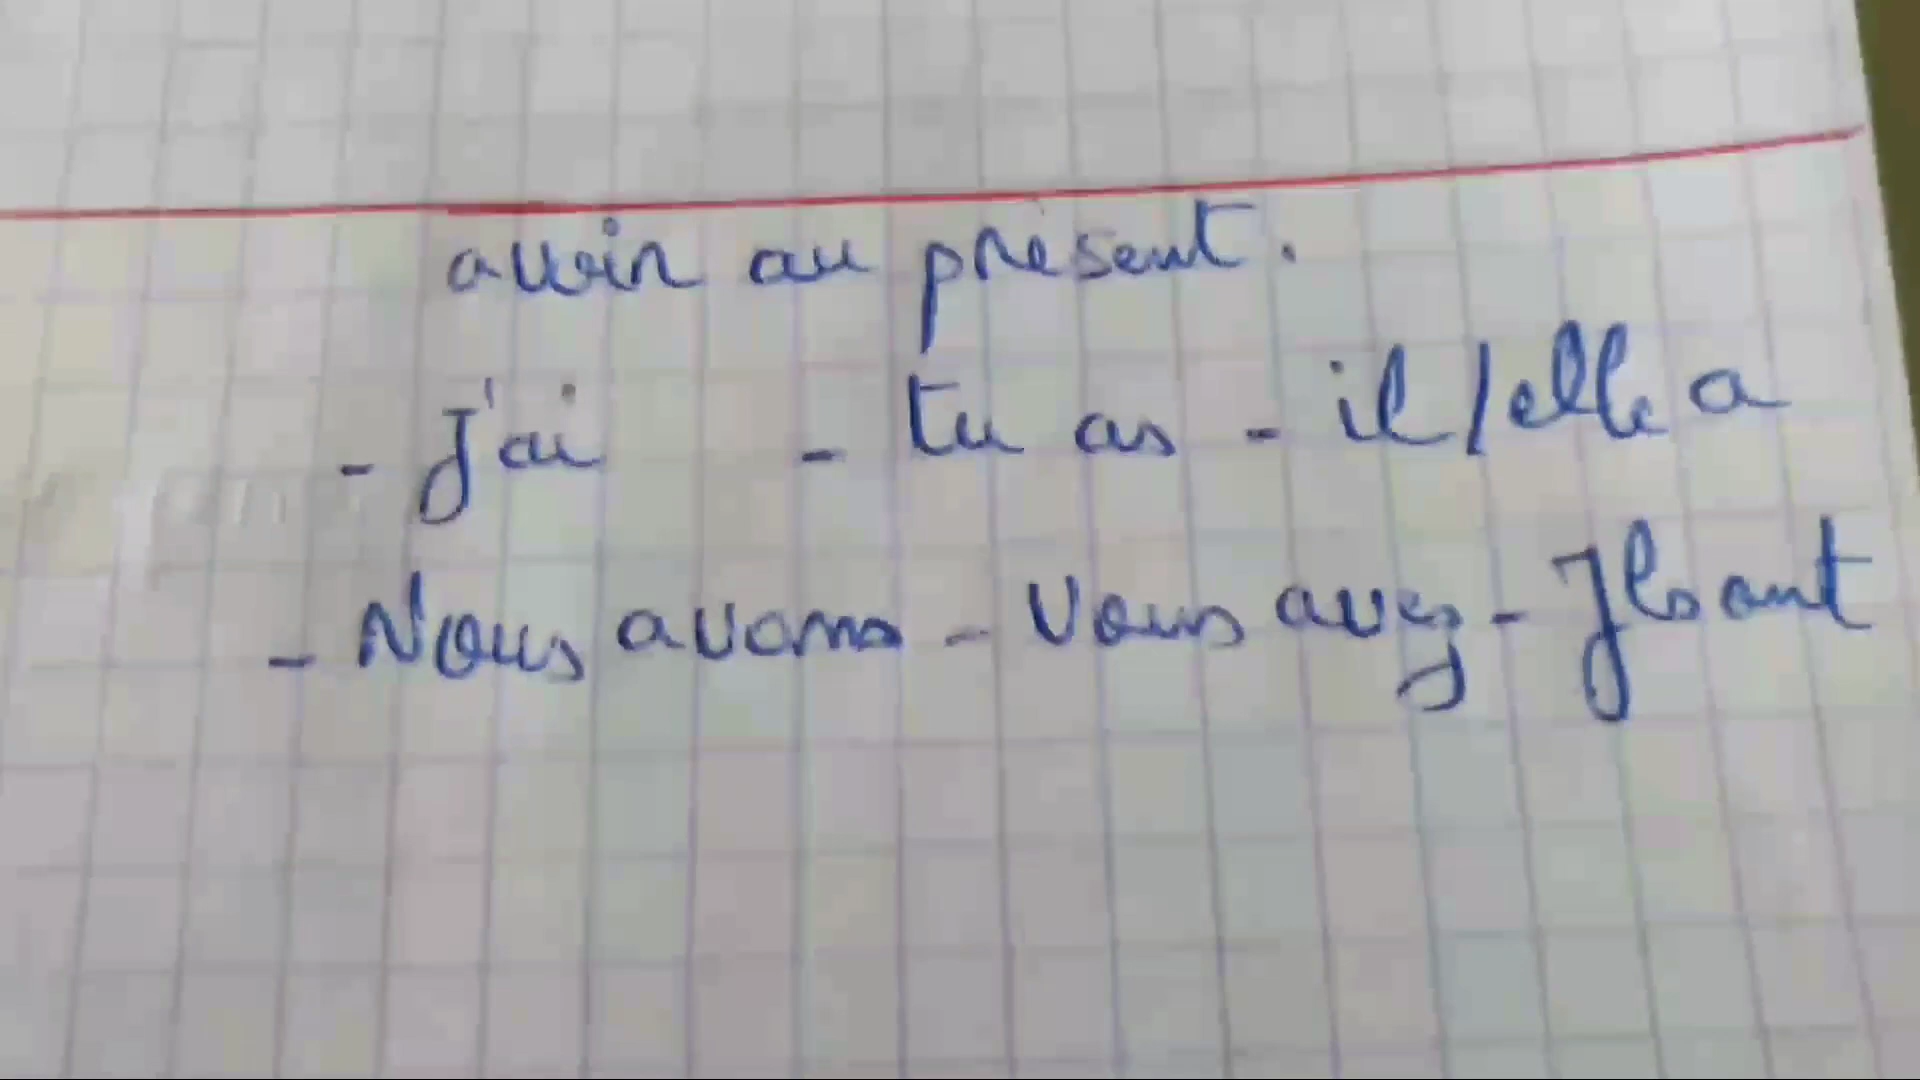 avoir au présent.
- J'ai - tu as - il/elle a
- Nous avons - Vous avez - Ils ont